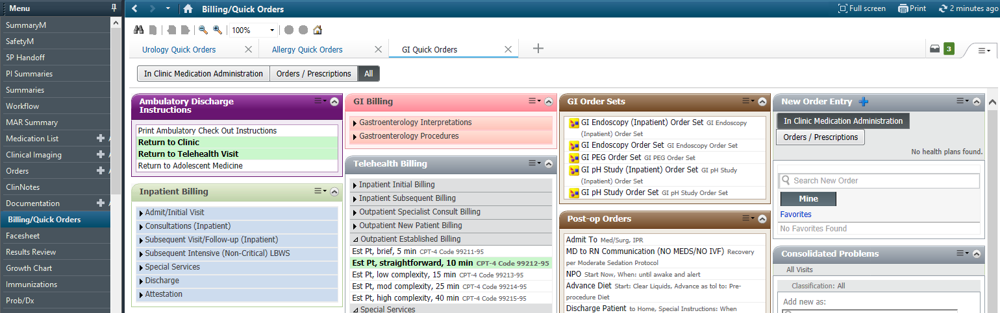 Menu
SummaryM
SafetyM
5P Handoff
PI Summaries
Summaries
Workflow
MAR Summary
Medication List
Clinical Imaging
Orders
ClinNotes
Documentation
Billing/Quick Orders
Facesheet
Results Review
Growth Chart
Immunizations
Prob/Dx
Billing/Quick Orders
Full screen
Print
2 minutes ago
100%
Urology Quick Orders
Allergy Quick Orders
GI Quick Orders
3
In Clinic Medication Administration
Orders / Prescriptions
All
Ambulatory Discharge
Instructions
Print Ambulatory Check Out Instructions
Return to Clinic
Return to Telehealth Visit
Return to Adolescent Medicine
Inpatient Billing
Admit/Initial Visit
Consultations (Inpatient)
Subsequent Visit/Follow-up (Inpatient)
Subsequent Intensive (Non-Critical) LBWS
Special Services
Discharge
Attestation
GI Billing
Gastroenterology Interpretations
Gastroenterology Procedures
Telehealth Billing
Inpatient Initial Billing
Inpatient Subsequent Billing
Outpatient Specialist Consult Billing
Outpatient New Patient Billing
Outpatient Established Billing
Est Pt, brief, 5 min CPT-4 Code 99211-95
Est Pt, straightforward, 10 min CPT-4 Code 99212-95
Est Pt, low complexity, 15 min CPT-4 Code 99213-95
Est Pt, mod complexity, 25 min CPT-4 Code 99214-95
Est Pt, high complexity, 40 min CPT-4 Code 99215-95
Special Services
GI Order Sets
GI Endoscopy (Inpatient) Order Set GI Endoscopy
(Inpatient) Order Set
GI Endoscopy Order Set GI Endoscopy Order Set
GI PEG Order Set GI PEG Order Set
GI pH Study (Inpatient) Order Set GI pH Study
(Inpatient) Order Set
GI pH Study Order Set GI pH Study Order Set
Post-op Orders
Admit To Med/Surg, IPR
MD to RN Communication (NO MEDS/NO IVF) Recovery
per Moderate Sedation Protocol
NPO Start Now, When: until awake and alert
Advance Diet Start: Clear Liquids, Advance as tol to: Pre-
procedure Diet
Discharge Patient to Home, Special Instructions: When
New Order Entry
In Clinic Medication Administration
Orders / Prescriptions
No health plans found.
Search New Order
Mine
Favorites
No Favorites Found
Consolidated Problems
All Visits
Classification: All
Add new as: